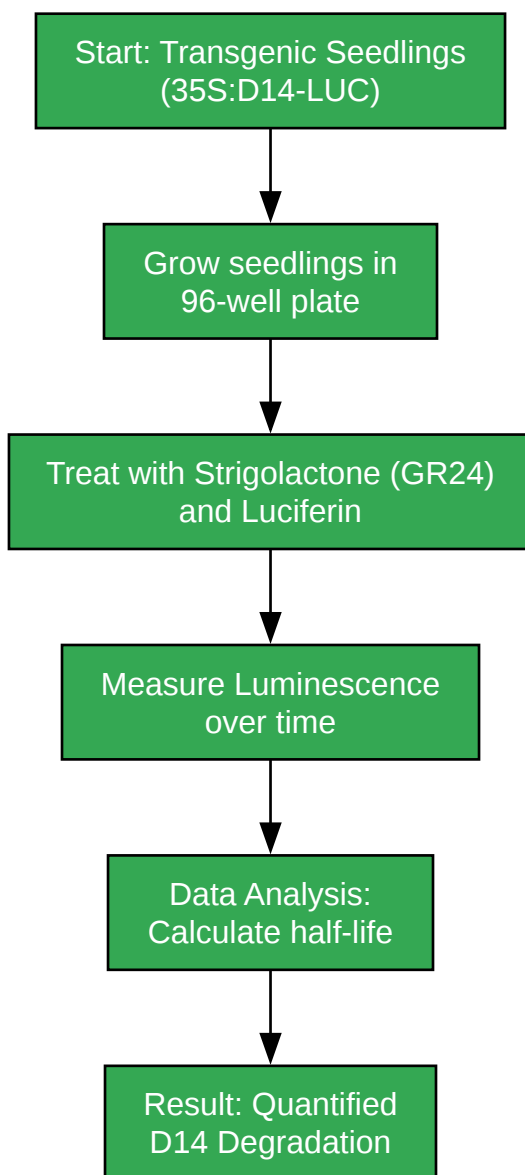 Start: Transgenic Seedlings
(35S:D14-LUC)
Grow seedlings in
96-well plate
Treat with Strigolactone (GR24)
and Luciferin
Measure Luminescence
over time
Data Analysis:
Calculate half-life
Result: Quantified
D14 Degradation